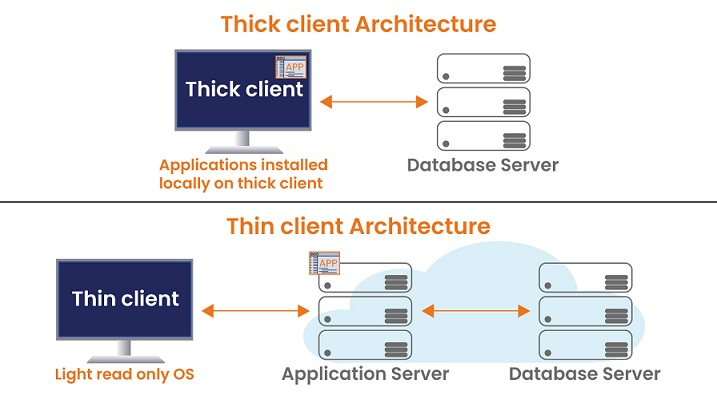 Thick client Architecture
APP
Thick client
Applications installed
locally on thick client
Database Server
Thin client Architecture
Thin client
APP
Light read only OS
Application Server
Database Server